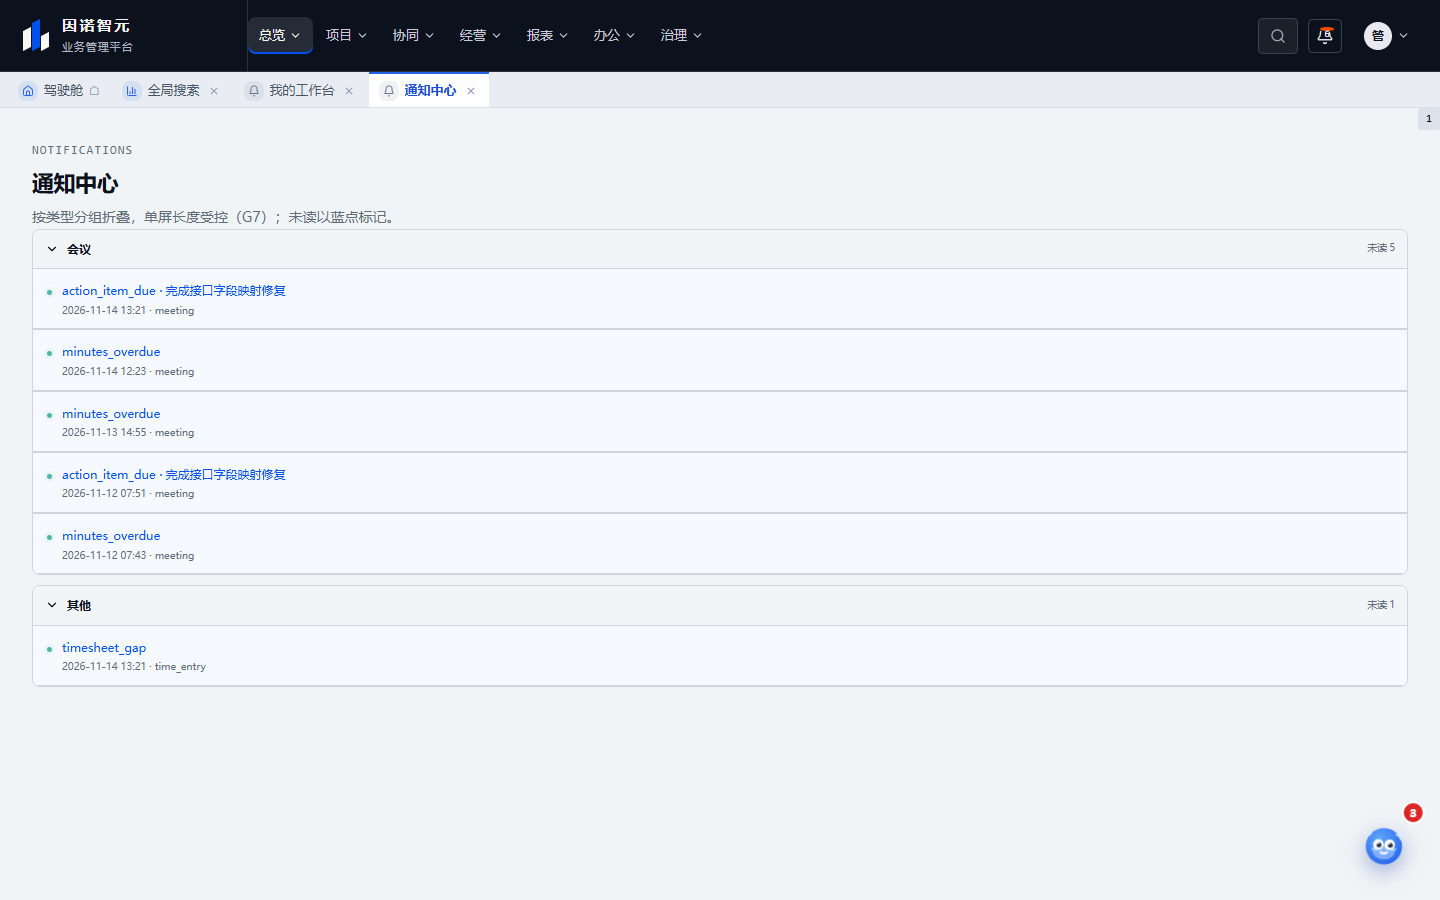 因诺智元
业务管理平台
总览
项目
协同
经营
报表
办公
治理
6
管
驾驶舱
全局搜索
我的工作台
通知中心
1
NOTIFICATIONS
通知中心
按类型分组折叠，单屏长度受控（G7）；未读以蓝点标记。
会议
未读 5
action_item_due · 完成接口字段映射修复
2026-11-14 13:21 · meeting
minutes_overdue
2026-11-14 12:23 · meeting
minutes_overdue
2026-11-13 14:55 · meeting
action_item_due · 完成接口字段映射修复
2026-11-12 07:51 · meeting
minutes_overdue
2026-11-12 07:43 · meeting
其他
未读 1
timesheet_gap
2026-11-14 13:21 · time_entry
3